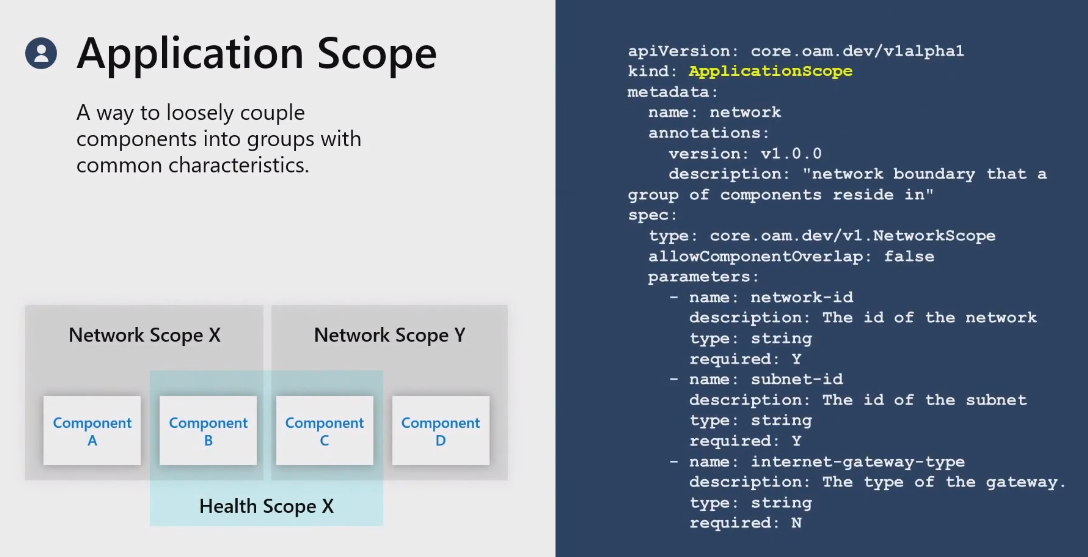 Application Scope
A way to loosely couple
components into groups with
common characteristics.
Network Scope X
Network Scope Y
Component
A
Component
B
Component
C
Component
D
Health Scope X
apiVersion: core.oam.dev/v1alpha1
kind: ApplicationScope
metadata:
  name: network
  annotations:
    version: v1.0.0
    description: "network boundary that a
group of components reside in"
spec:
  type: core.oam.dev/v1.NetworkScope
  allowComponentOverlap: false
  parameters:
    - name: network-id
      description: The id of the network
      type: string
      required: Y
    - name: subnet-id
      description: The id of the subnet
      type: string
      required: Y
    - name: internet-gateway-type
      description: The type of the gateway.
      type: string
      required: N